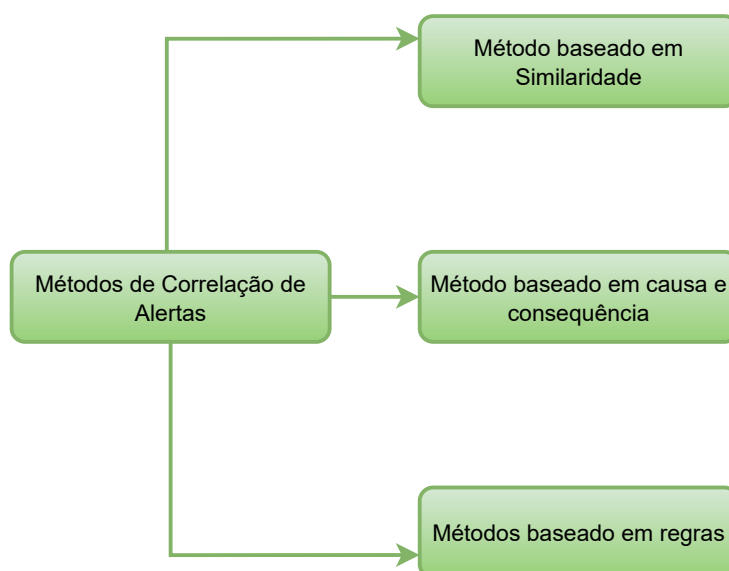 Método baseado em
Similaridade
Métodos de Correlação de
Alertas
Método baseado em causa e
consequência
Métodos baseado em regras